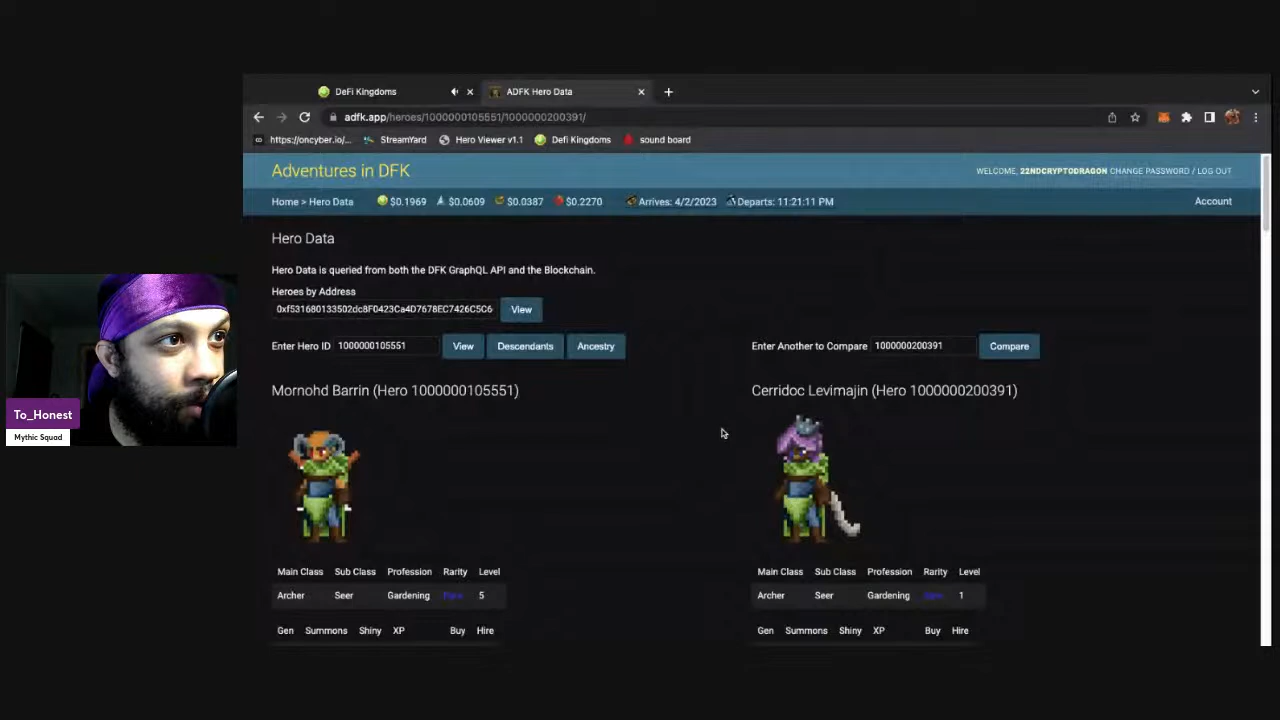 DeFi Kingdoms
ADFK Hero Data
adfk.app/heroes/1000000105551/1000000200391/
https://oncyber.io/... StreamYard Hero Viewer v1.1 Defi Kingdoms sound board
Adventures in DFK
WELCOME, 22NDCRYPTODRAGON CHANGE PASSWORD / LOG OUT
Home > Hero Data $0.1969 $0.0609 $0.0387 $0.2270 Arrives: 4/2/2023 Departs: 11:21:11 PM Account
Hero Data
Hero Data is queried from both the DFK GraphQL API and the Blockchain.
Heroes by Address
0xf531680133502dc8F0423Ca4D7678EC7426C5C6 View
Enter Hero ID 1000000105551 View Descendants Ancestry
Enter Another to Compare 1000000200391 Compare
Mornohd Barrin (Hero 1000000105551)
Cerridoc Levimajin (Hero 1000000200391)
To_Honest
Mythic Squad
Main Class Sub Class Profession Rarity Level
Archer Seer Gardening Rare 5
Gen Summons Shiny XP Buy Hire
Main Class Sub Class Profession Rarity Level
Archer Seer Gardening Rare 1
Gen Summons Shiny XP Buy Hire